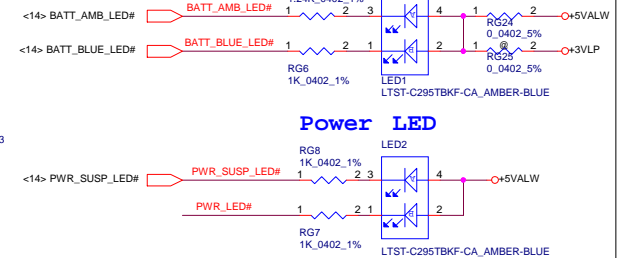 <14> BATT_AMB_LED# BATT_AMB_LED# 1 2 3 4 1 2 +5VALW
RG24
0_0402_5%
@
<14> BATT_BLUE_LED# BATT_BLUE_LED# 1 2 1 2 1 2 +3VLP
RG6
1K_0402_1%
RG25
0_0402_5%
LED1
LTST-C295TBKF-CA_AMBER-BLUE
Power LED
RG8
1K_0402_1%
LED2
<14> PWR_SUSP_LED# PWR_SUSP_LED# 1 2 3 4 +5VALW
PWR_LED# 1 2 1 2
RG7
1K_0402_1%
LTST-C295TBKF-CA_AMBER-BLUE